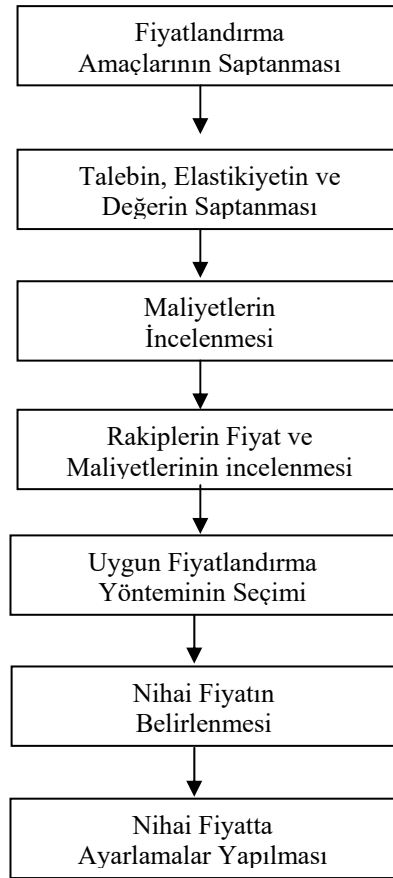 Fiyatlandırma
Amaçlarının Saptanması
Talebin, Elastikiyetin ve
Değerin Saptanması
Maliyetlerin
İncelenmesi
Rakiplerin Fiyat ve
Maliyetlerinin incelenmesi
Uygun Fiyatlandırma
Yönteminin Seçimi
Nihai Fiyatın
Belirlenmesi
Nihai Fiyatta
Ayarlamalar Yapılması